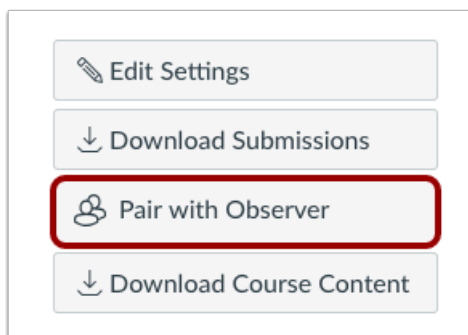 Edit Settings
Download Submissions
Pair with Observer
Download Course Content